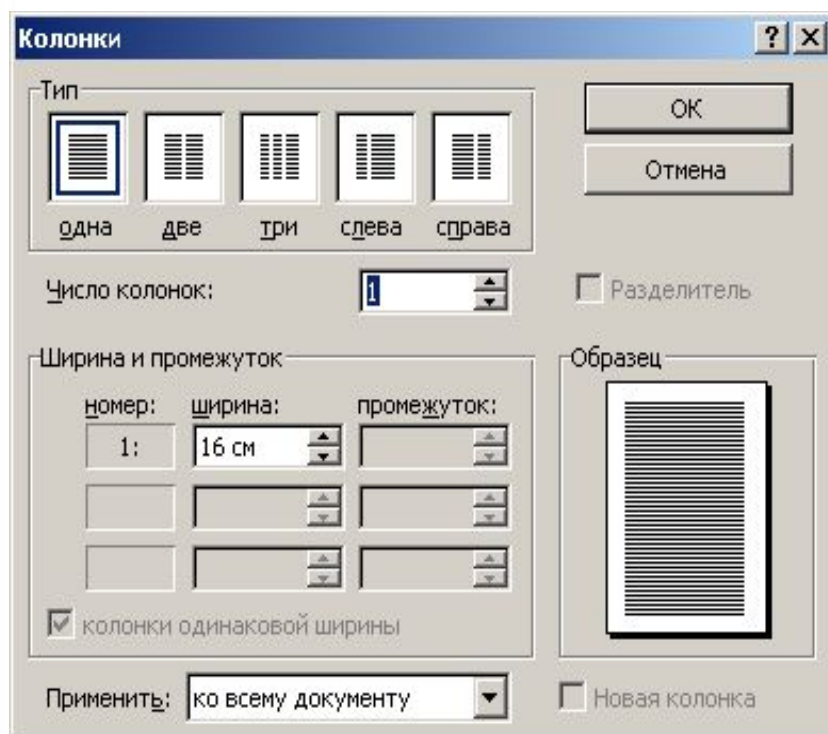 Колонки
Тип
ОК
одна две три слева справа
Отмена
Число колонок: 1
Разделитель
Ширина и промежуток
Образец
номер: ширина: промежуток:
1: 16 см
колонки одинаковой ширины
Применить: ко всему документу
Новая колонка